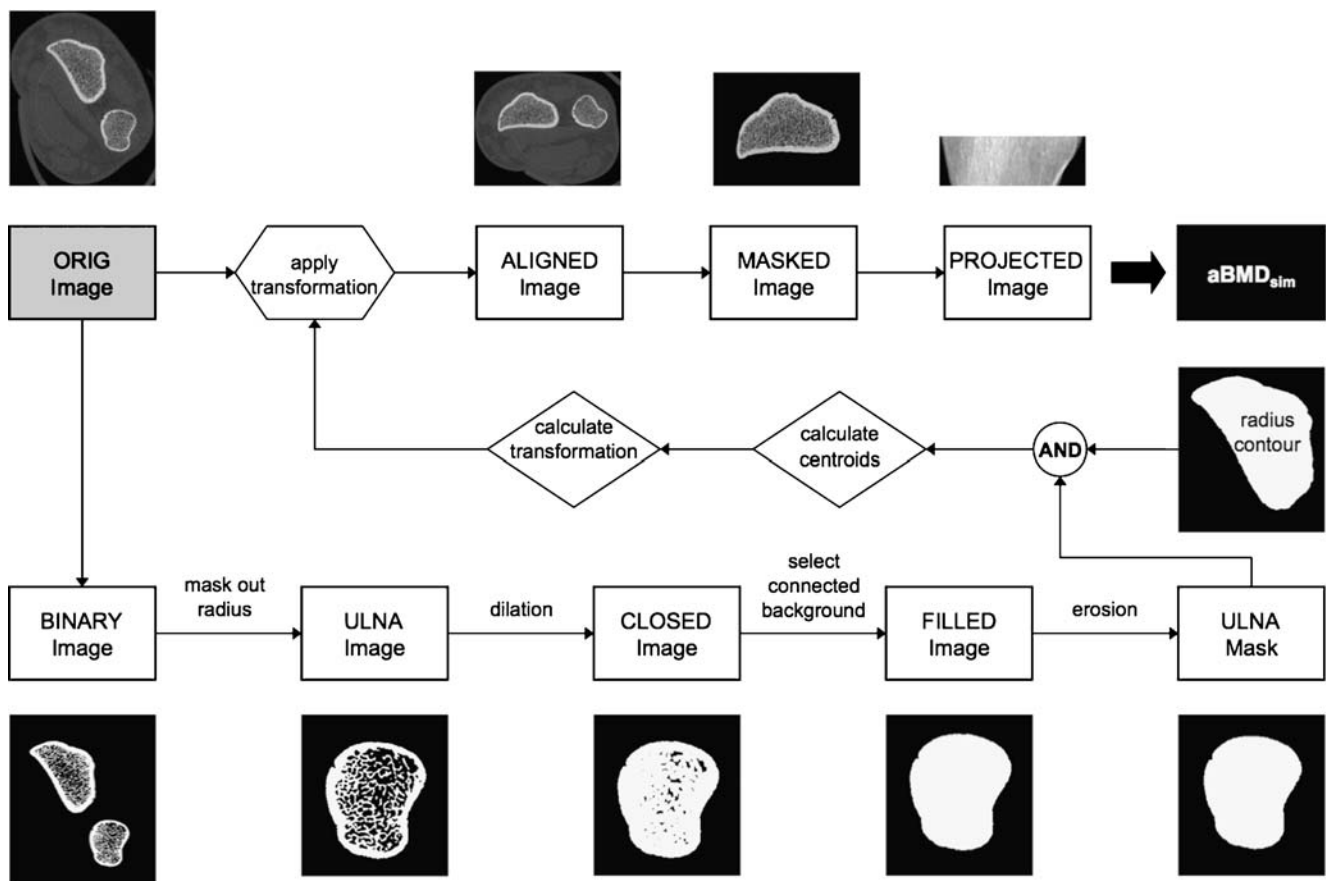 ORIG
Image
apply
transformation
ALIGNED
Image
MASKED
Image
PROJECTED
Image
aBMDsim
calculate
transformation
calculate
centroids
AND
radius
contour
BINARY
Image
mask out
radius
ULNA
Image
dilation
CLOSED
Image
select
connected
background
FILLED
Image
erosion
ULNA
Mask